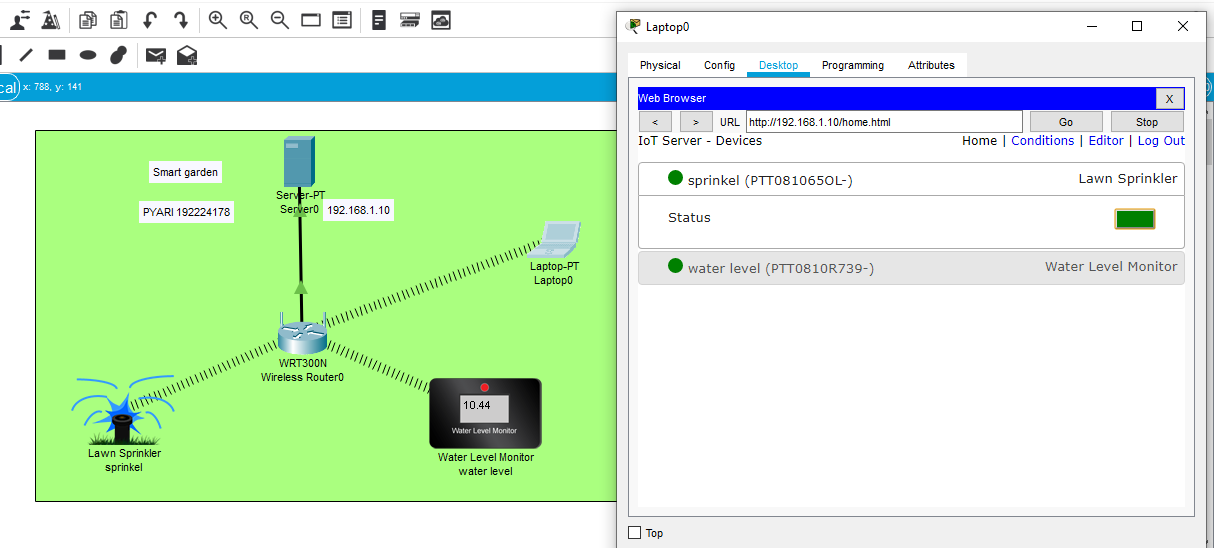 Laptop0
Physical Config Desktop Programming Attributes
cal x: 788, y: 141
Web Browser X
< > URL http://192.168.1.10/home.html Go Stop
IoT Server - Devices Home | Conditions | Editor | Log Out
sprinkel (PTT081065OL-) Lawn Sprinkler
Status
water level (PTT0810R739-) Water Level Monitor
Top
Smart garden
PYARI 192224178
Server-PT
Server0
192.168.1.10
Laptop-PT
Laptop0
WRT300N
Wireless Router0
10.44
Water Level Monitor
Lawn Sprinkler
sprinkel
Water Level Monitor
water level